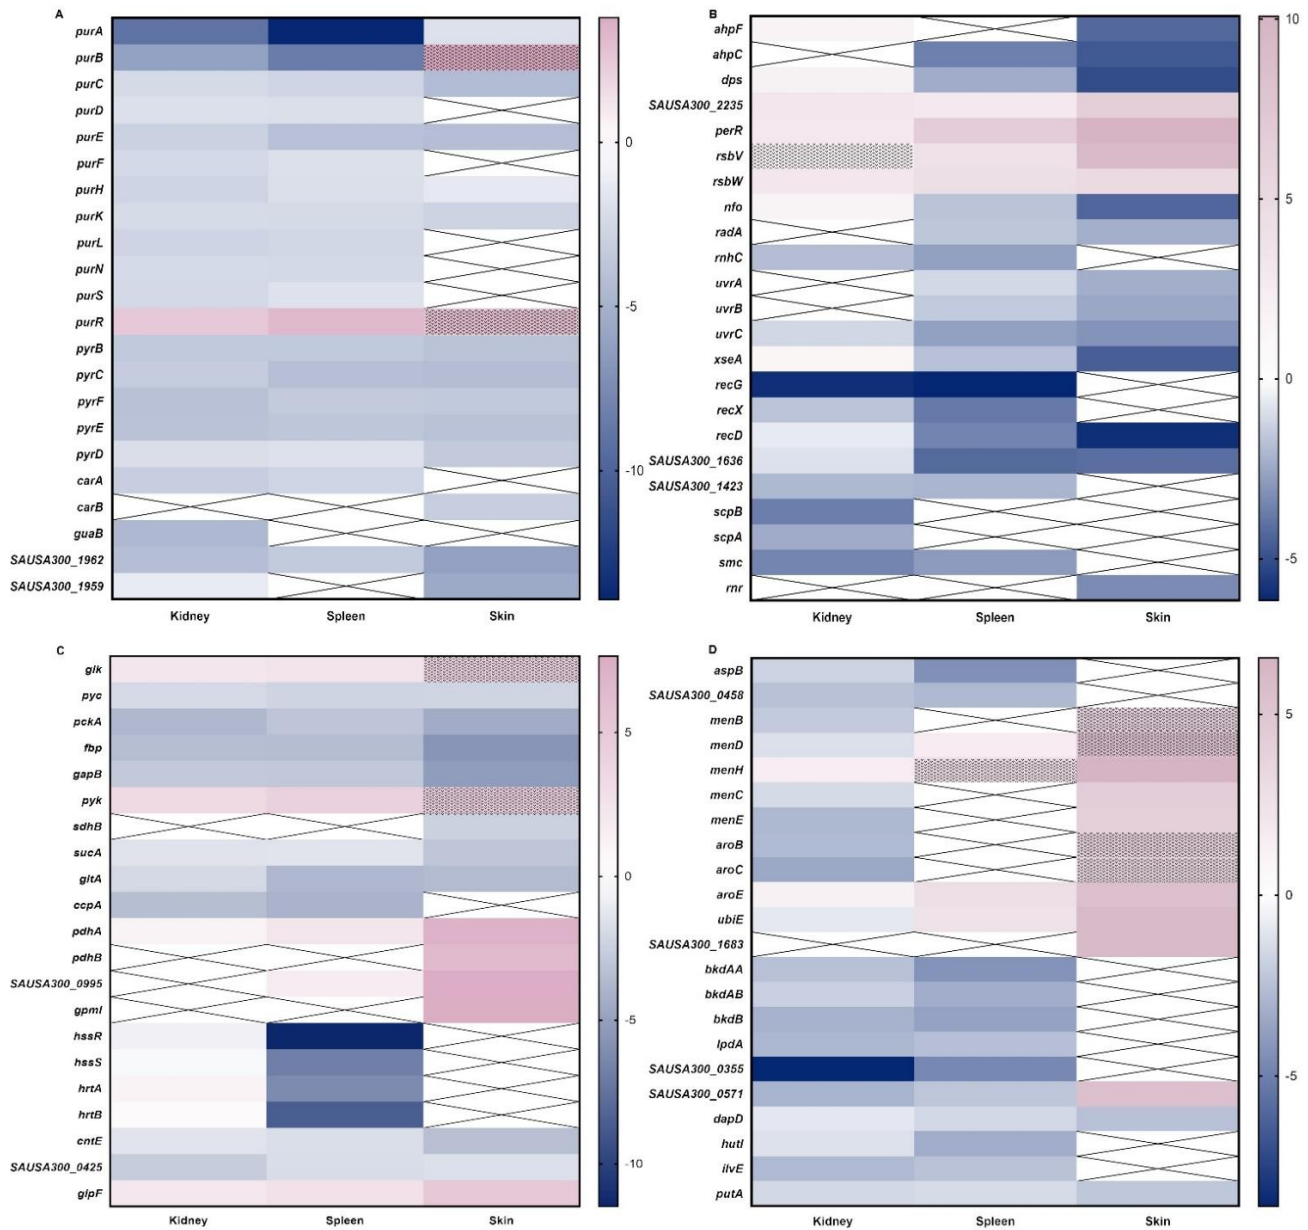 A
purA
purB
purC
purD
purE
purF
purH
purK
purL
purN
purS
purR
pyrB
pyrC
pyrF
pyrE
pyrD
carA
carB
guaB
SAUSA300_1962
SAUSA300_1959
Kidney Spleen Skin
0
-5
-10
B
ahpF
ahpC
dps
SAUSA300_2235
perR
rsbV
rsbW
nfo
radA
rnhC
uvrA
uvrB
uvrC
xseA
recG
recX
recD
SAUSA300_1636
SAUSA300_1423
scpB
scpA
smc
rnr
Kidney Spleen Skin
10
5
0
-5
C
glk
pyc
pckA
fbp
gapB
pyk
sdhB
sucA
gltA
ccpA
pdhA
pdhB
SAUSA300_0995
gpmI
hssR
hssS
hrtA
hrtB
cntE
SAUSA300_0425
glpF
Kidney Spleen Skin
5
0
-5
-10
D
aspB
SAUSA300_0458
menB
menD
menH
menC
menE
aroB
aroC
aroE
ubiE
SAUSA300_1683
bkdAA
bkdAB
bkdB
lpdA
SAUSA300_0355
SAUSA300_0571
dapD
hutI
ilvE
putA
Kidney Spleen Skin
5
0
-5